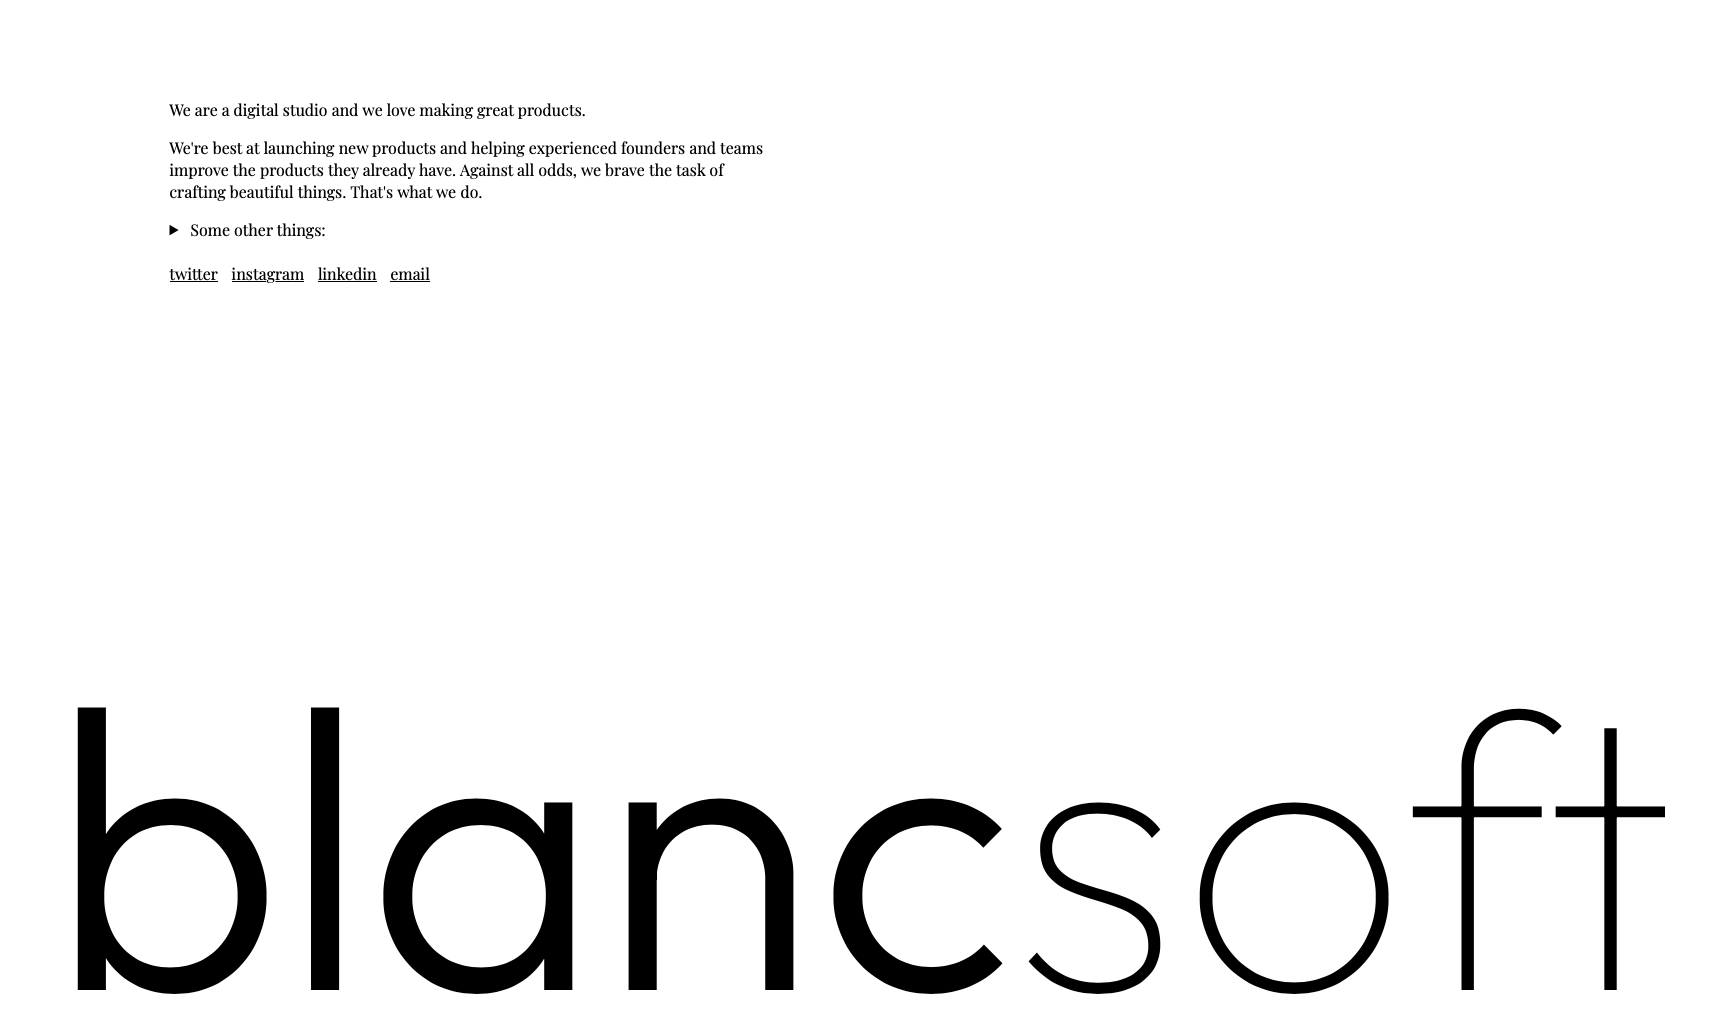 We are a digital studio and we love making great products.
We're best at launching new products and helping experienced founders and teams
improve the products they already have. Against all odds, we brave the task of
crafting beautiful things. That's what we do.
▶ Some other things:
twitter instagram linkedin email
blancsoft